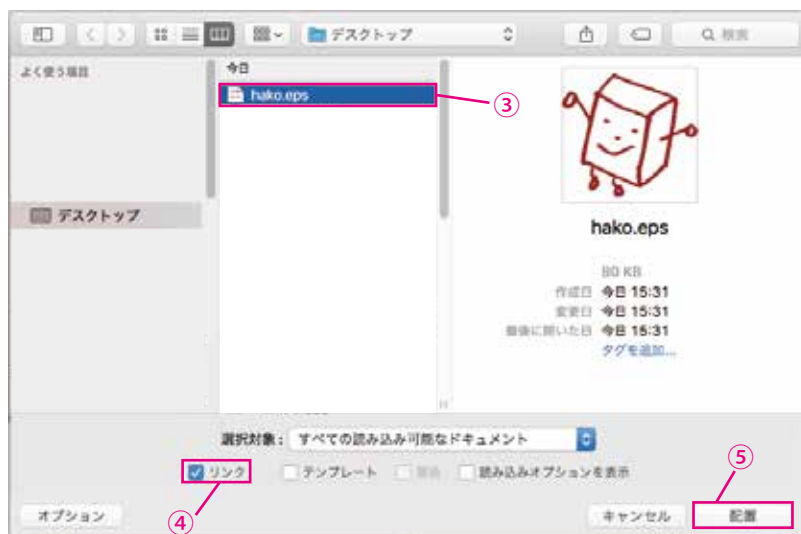 デスクトップ
検索
よく使う項目
デスクトップ
今日
hako.eps
③
hako.eps
80 KB
作成日 今日 15:31
変更日 今日 15:31
最後に開いた日 今日 15:31
タグを追加...
選択対象： すべての読み込み可能なドキュメント
リンク テンプレート 読み込みオプションを表示
④
⑤
オプション キャンセル 配置